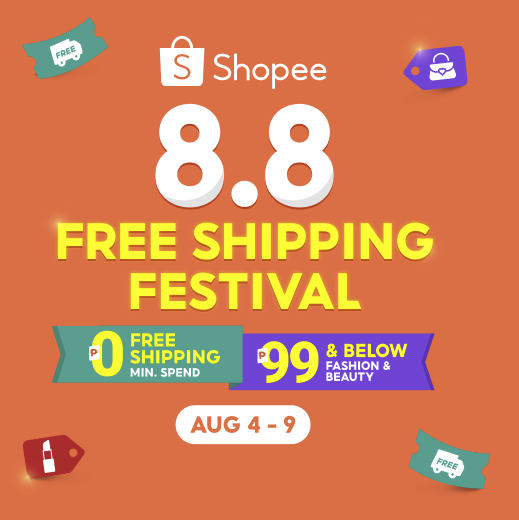 FREE
S Shopee
8.8
FREE SHIPPING
FESTIVAL
₱0 FREE
SHIPPING
MIN. SPEND
₱99 & BELOW
FASHION &
BEAUTY
AUG 4 - 9
FREE